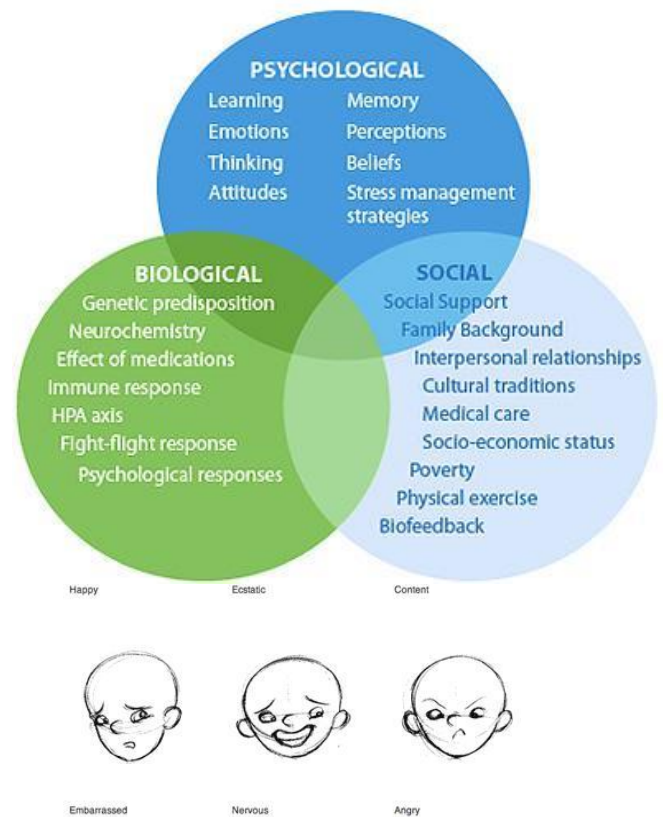 PSYCHOLOGICAL
Learning Memory
Emotions Perceptions
Thinking Beliefs
Attitudes Stress management
strategies
BIOLOGICAL
Genetic predisposition
Neurochemistry
Effect of medications
Immune response
HPA axis
Fight-flight response
Psychological responses
SOCIAL
Social Support
Family Background
Interpersonal relationships
Cultural traditions
Medical care
Socio-economic status
Poverty
Physical exercise
Biofeedback
Happy Ecstatic Content
Embarrassed Nervous Angry